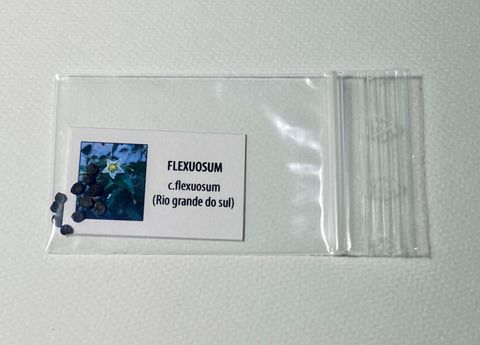 FLEXUOSUM
c.flexuosum
(Rio grande do sul)